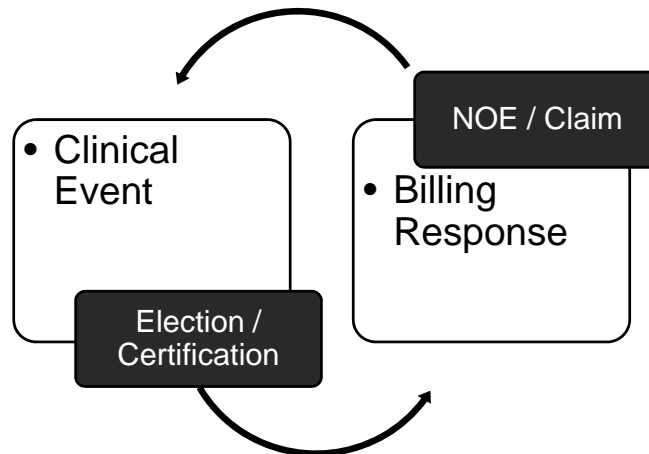 • Clinical
Event
Election /
Certification
NOE / Claim
• Billing
Response